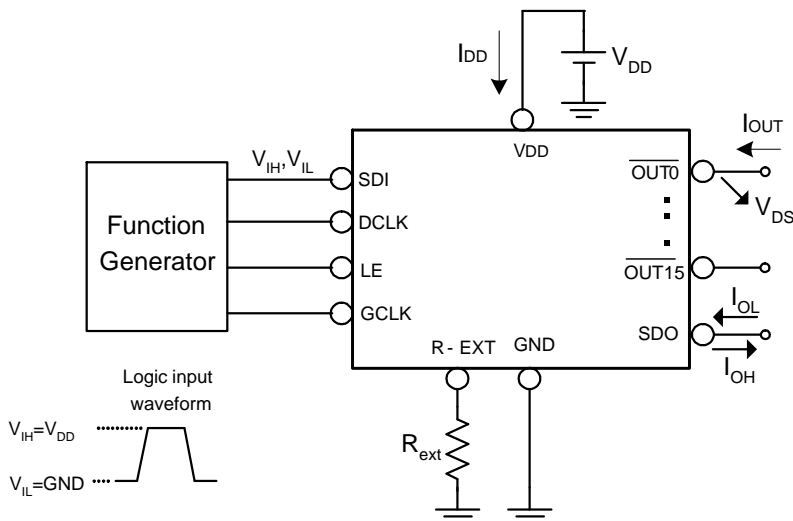 IDD
VDD
VDD
IOUT
VIH,VIL
SDI
OUT0
VDS
Function
Generator
DCLK
LE
OUT15
GCLK
IOL
SDO
IOH
R - EXT
GND
Logic input
waveform
VIH=VDD
Rext
VIL=GND